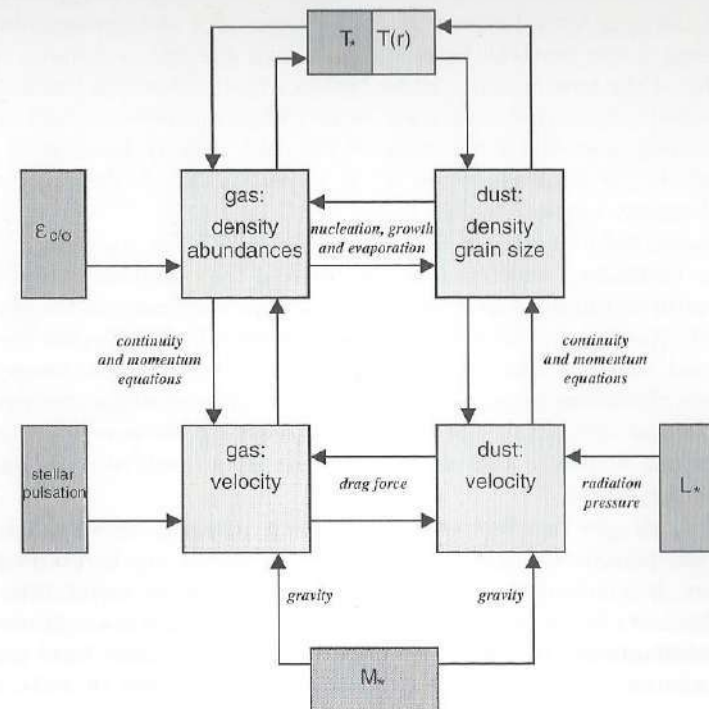 T* T(r)
gas:
density
abundances
nucleation, growth
and evaporation
dust:
density
grain size
εc/o
continuity
and momentum
equations
continuity
and momentum
equations
stellar
pulsation
gas:
velocity
drag force
dust:
velocity
radiation
pressure
L*
gravity
gravity
M*